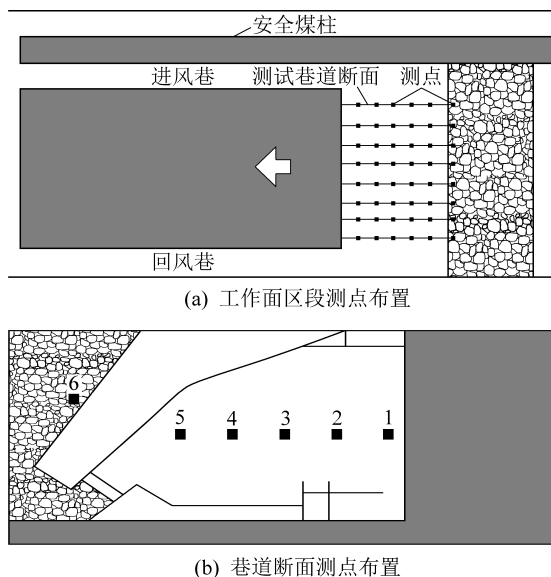 安全煤柱
进风巷 测试巷道断面 测点
回风巷
(a) 工作面区段测点布置
6
5 4 3 2 1
(b) 巷道断面测点布置